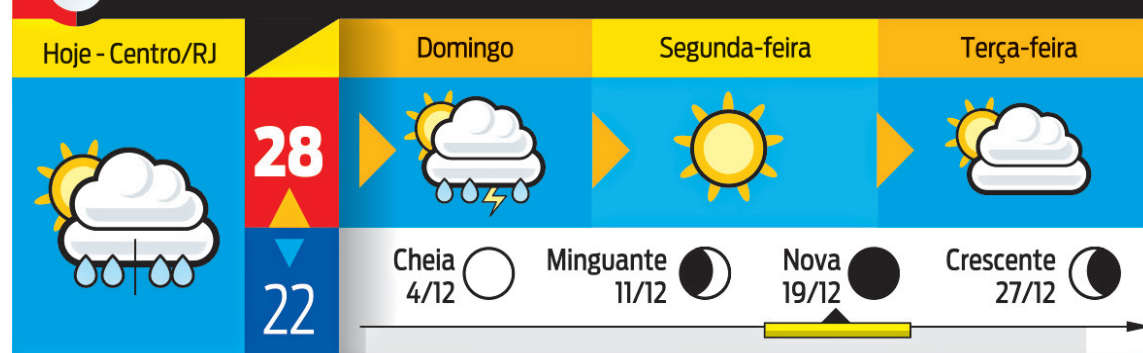 Hoje - Centro/RJ
Domingo
Segunda-feira
Terça-feira
28
22
Cheia
4/12
Minguante
11/12
Nova
19/12
Crescente
27/12